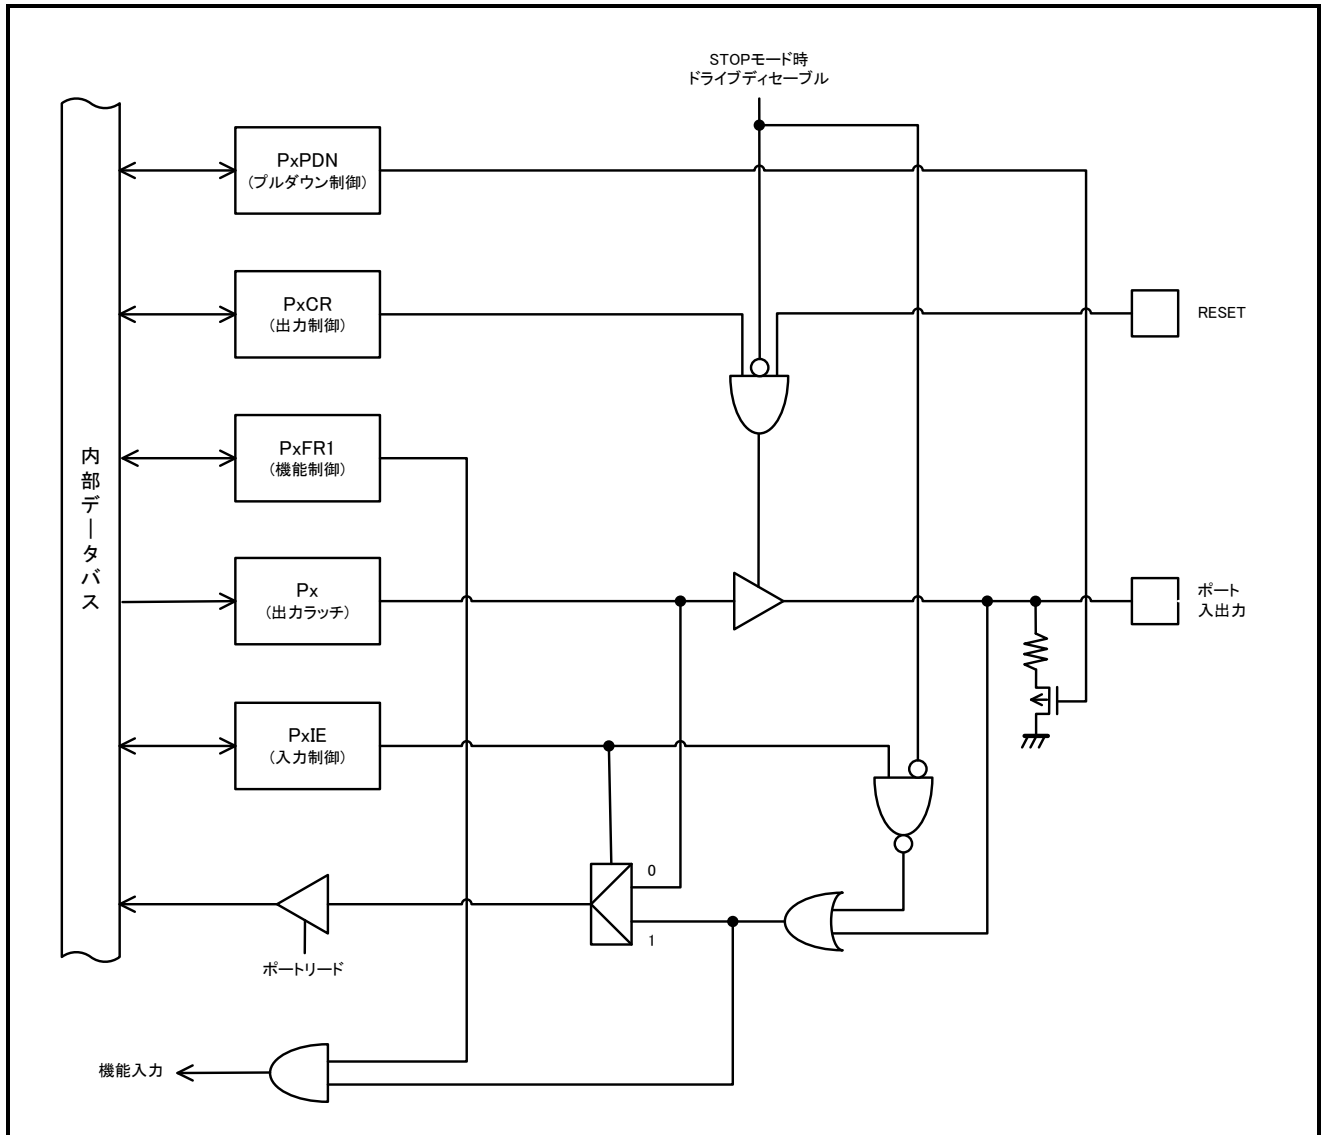 STOPモード時
ドライブディセーブル
PxPDN
(プルダウン制御)
PxCR
(出力制御)
RESET
PxFR1
(機能制御)
内部データバス
Px
(出力ラッチ)
ポート
入出力
PxIE
(入力制御)
0
1
ポートリード
機能入力